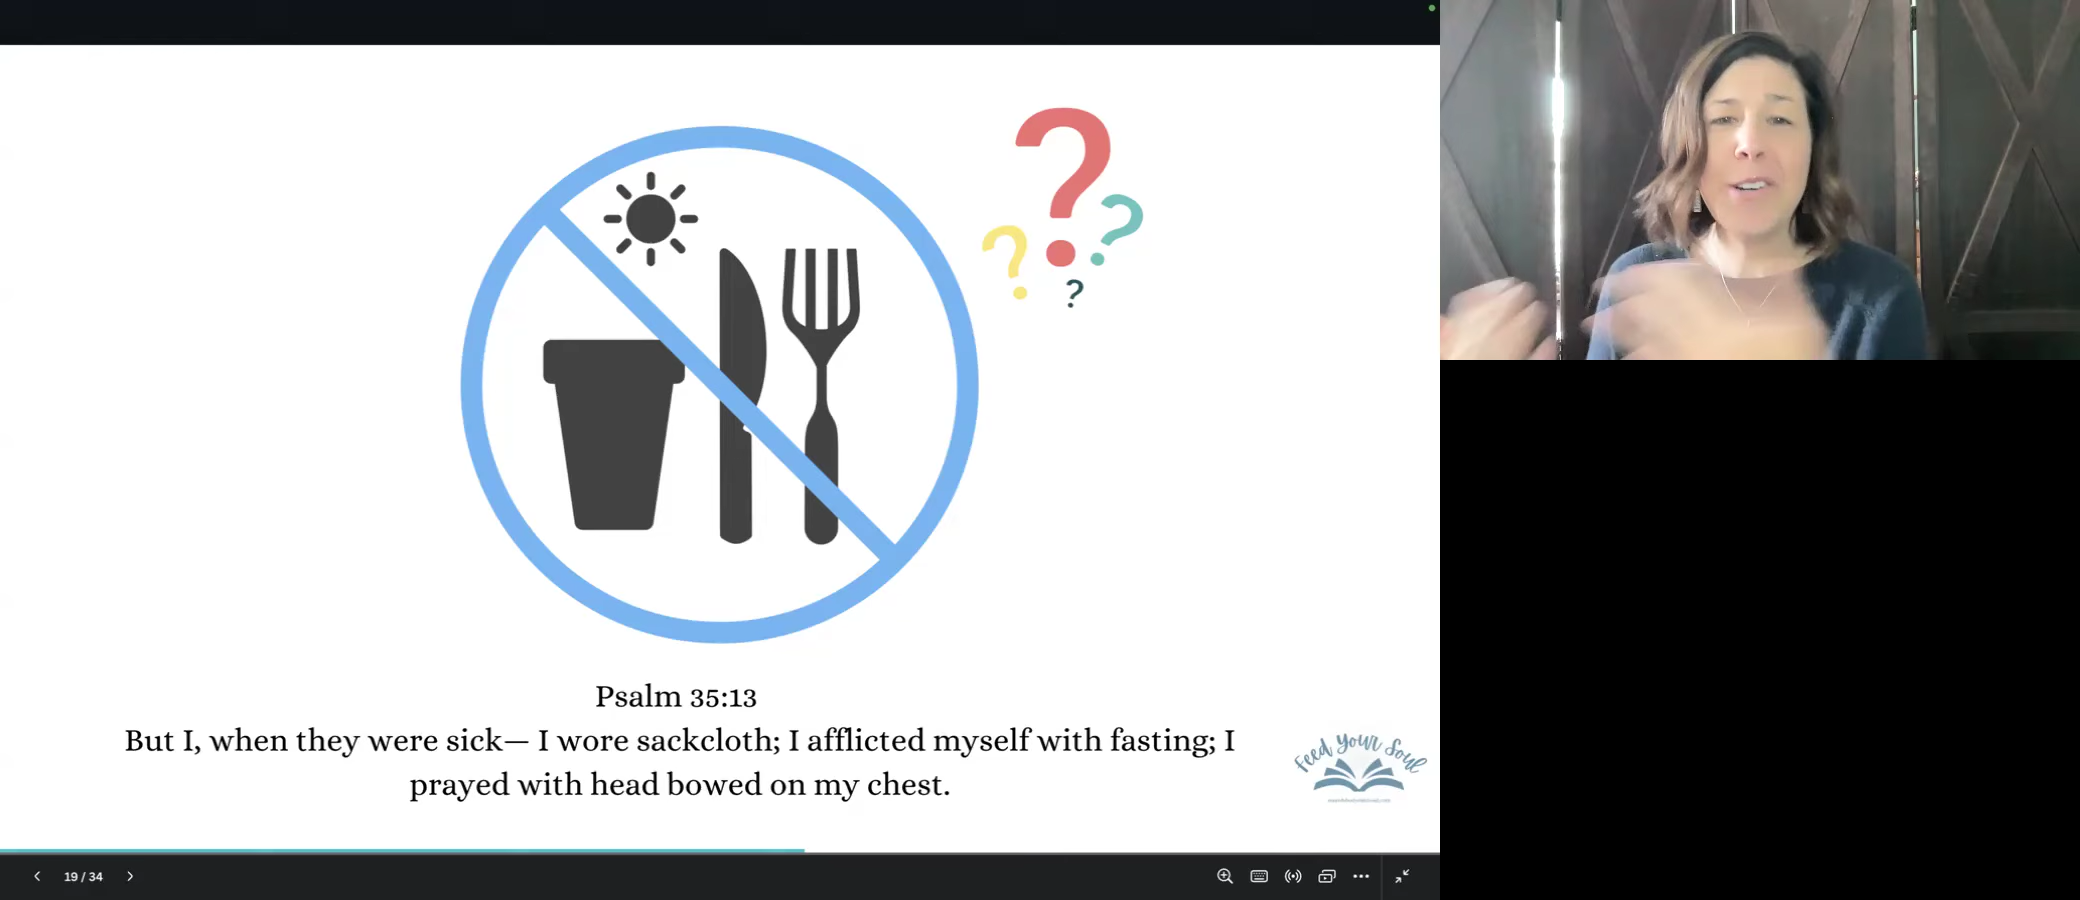 ?
?
?
?
Psalm 35:13
But I, when they were sick— I wore sackcloth; I afflicted myself with fasting; I
prayed with head bowed on my chest.
Feed Your Soul
19 / 34